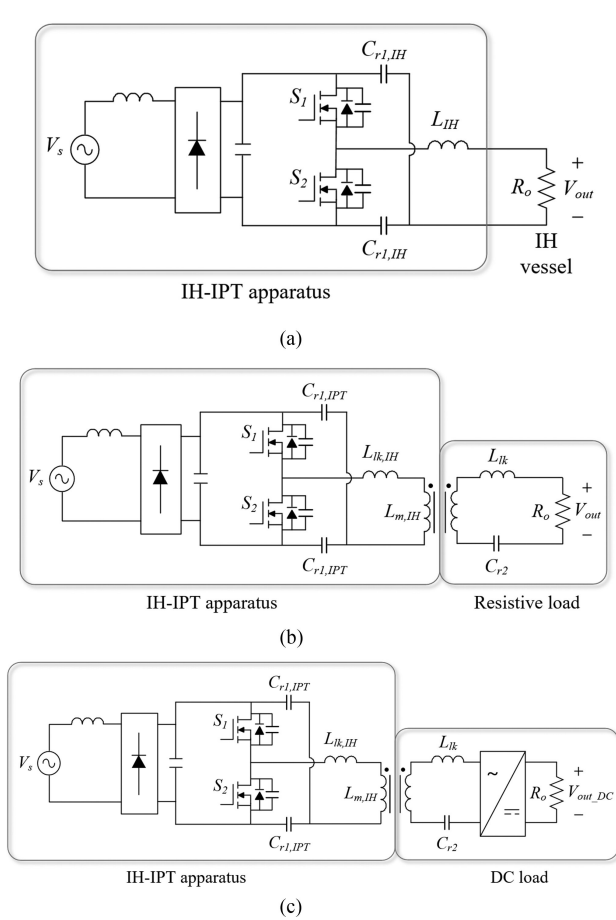 C_{r1,IH}
S_1
L_{IH}
V_s
S_2
R_o
+
V_{out}
−
C_{r1,IH}
IH
vessel
IH-IPT apparatus
(a)
C_{r1,IPT}
S_1
L_{lk,IH}
L_{lk}
V_s
S_2
L_{m,IH}
R_o
+
V_{out}
−
C_{r1,IPT}
C_{r2}
IH-IPT apparatus
Resistive load
(b)
C_{r1,IPT}
S_1
L_{lk,IH}
L_{lk}
V_s
S_2
L_{m,IH}
~
R_o
+
V_{out_DC}
−
C_{r1,IPT}
C_{r2}
IH-IPT apparatus
DC load
(c)